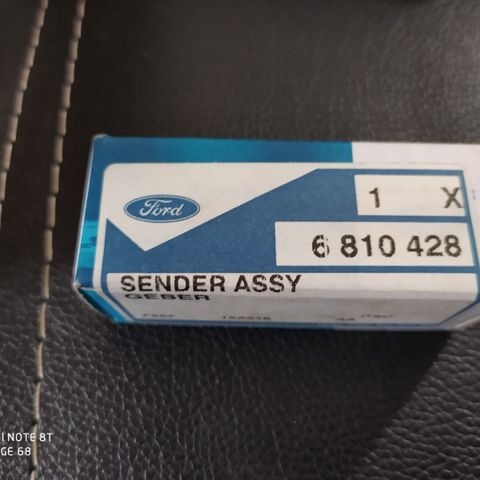 Ford
1 X
6 810 428
SENDER ASSY
GEBER
I NOTE 8T
GE 68